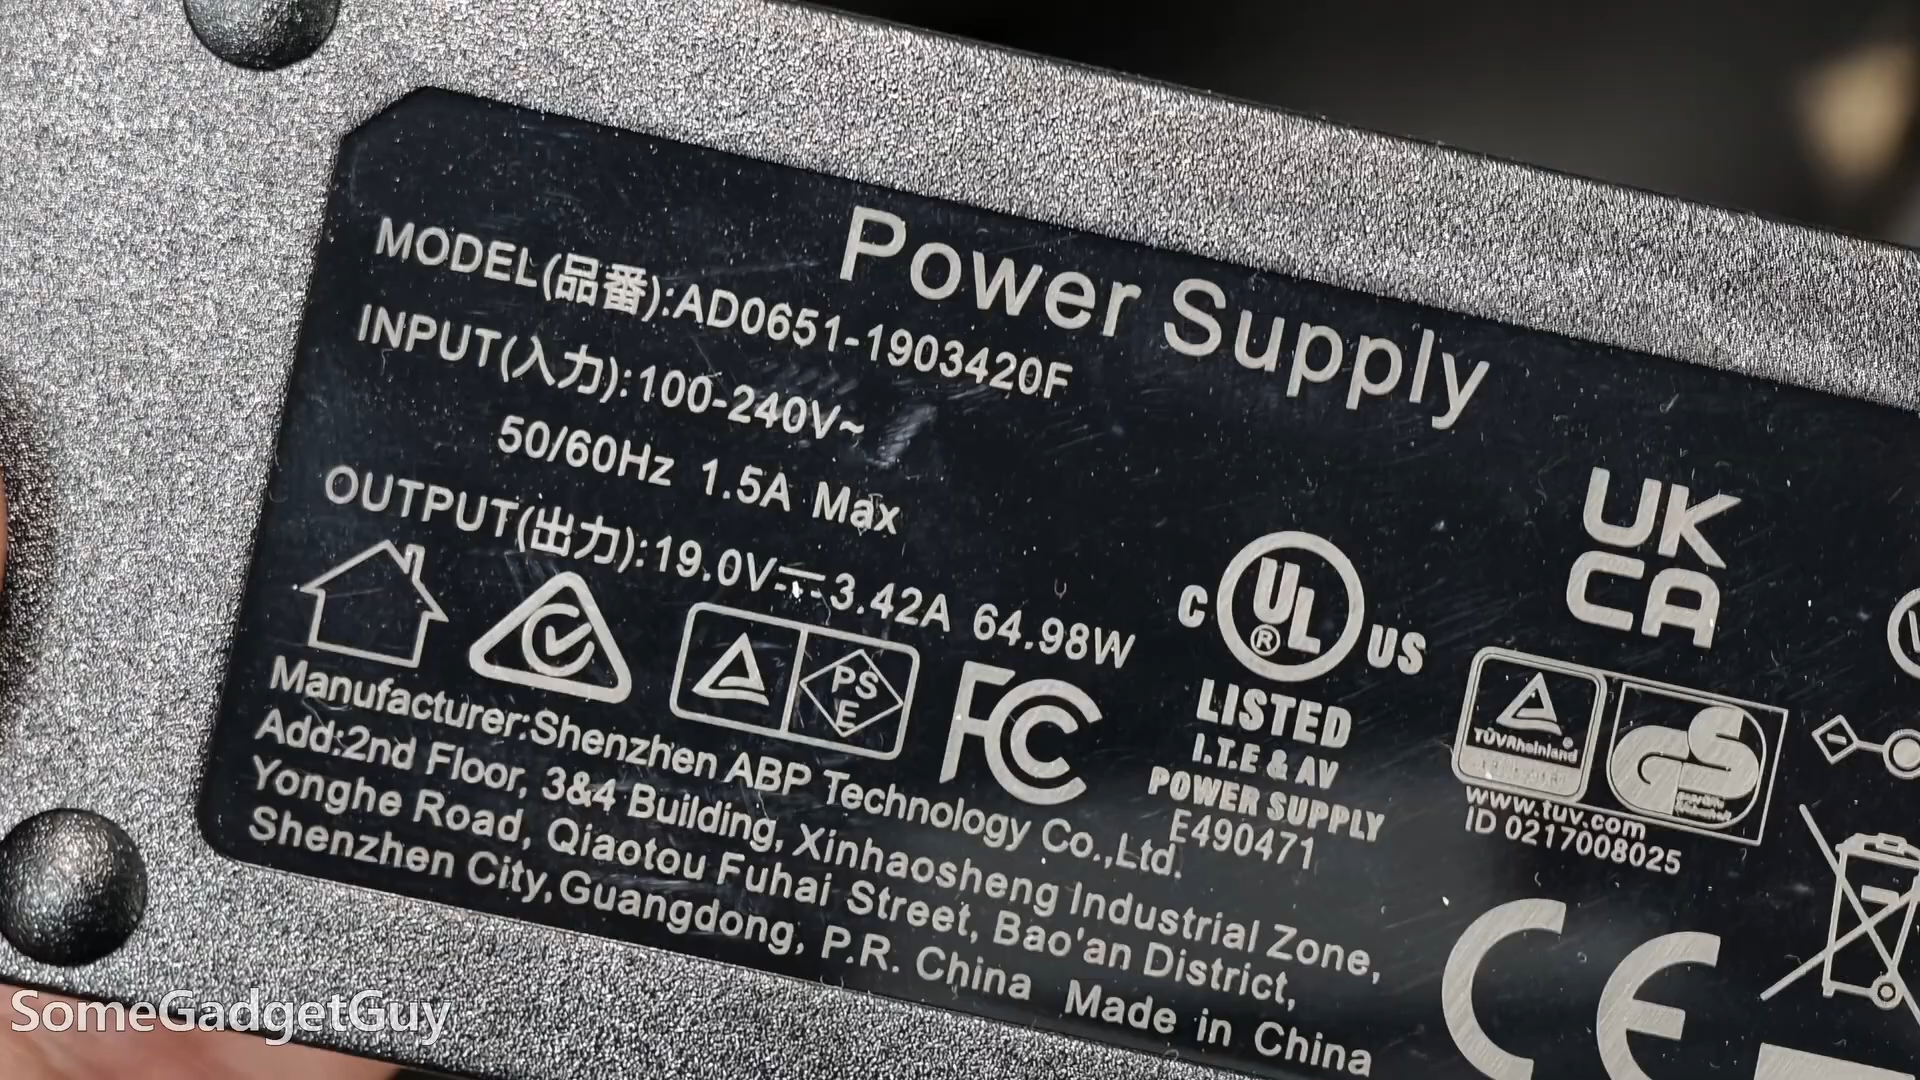 Power Supply
MODEL(品番):AD0651-1903420F
INPUT(入力):100-240V~
50/60Hz 1.5A Max
OUTPUT(出力):19.0V⎓3.42A 64.98W
PS
E
FC
C UL® US
LISTED
I.T.E & AV
POWER SUPPLY
E490471
UK
CA
TÜVRheinland
GS
www.tuv.com
ID 0217008025
CE
Manufacturer:Shenzhen ABP Technology Co.,Ltd.
Add:2nd Floor, 3&4 Building, Xinhaosheng Industrial Zone,
Yonghe Road, Qiaotou Fuhai Street, Bao'an District,
Shenzhen City,Guangdong, P.R. China Made in China
SomeGadgetGuy